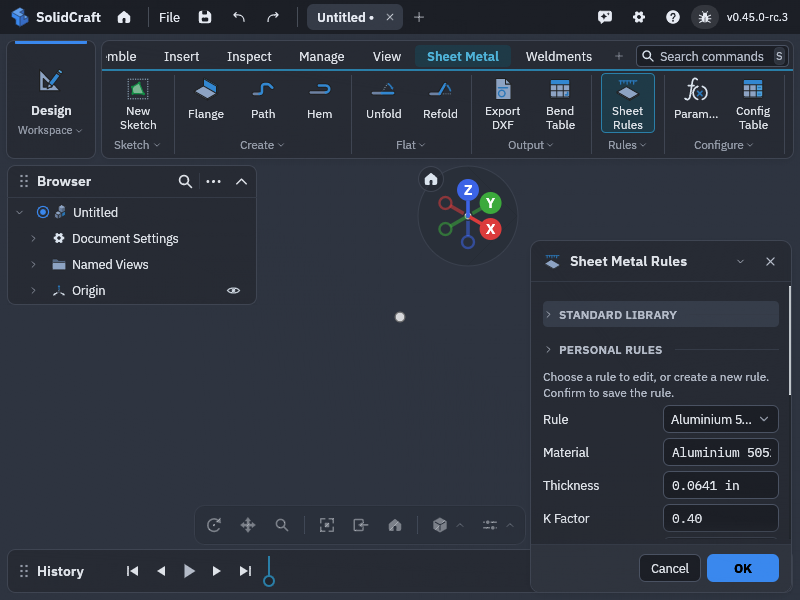 SolidCraft
File
Untitled •
v0.45.0-rc.3
mble
Insert
Inspect
Manage
View
Sheet Metal
Weldments
Search commands
S
Design
Workspace
New Sketch
Flange
Path
Hem
Unfold
Refold
Export DXF
Bend Table
Sheet Rules
Param...
Config Table
Sketch
Create
Flat
Output
Rules
Configure
Browser
Untitled
Document Settings
Named Views
Origin
Z
Y
X
Sheet Metal Rules
STANDARD LIBRARY
PERSONAL RULES
Choose a rule to edit, or create a new rule.
Confirm to save the rule.
Rule
Aluminium 5...
Material
Aluminium 505
Thickness
0.0641 in
K Factor
0.40
Cancel
OK
History